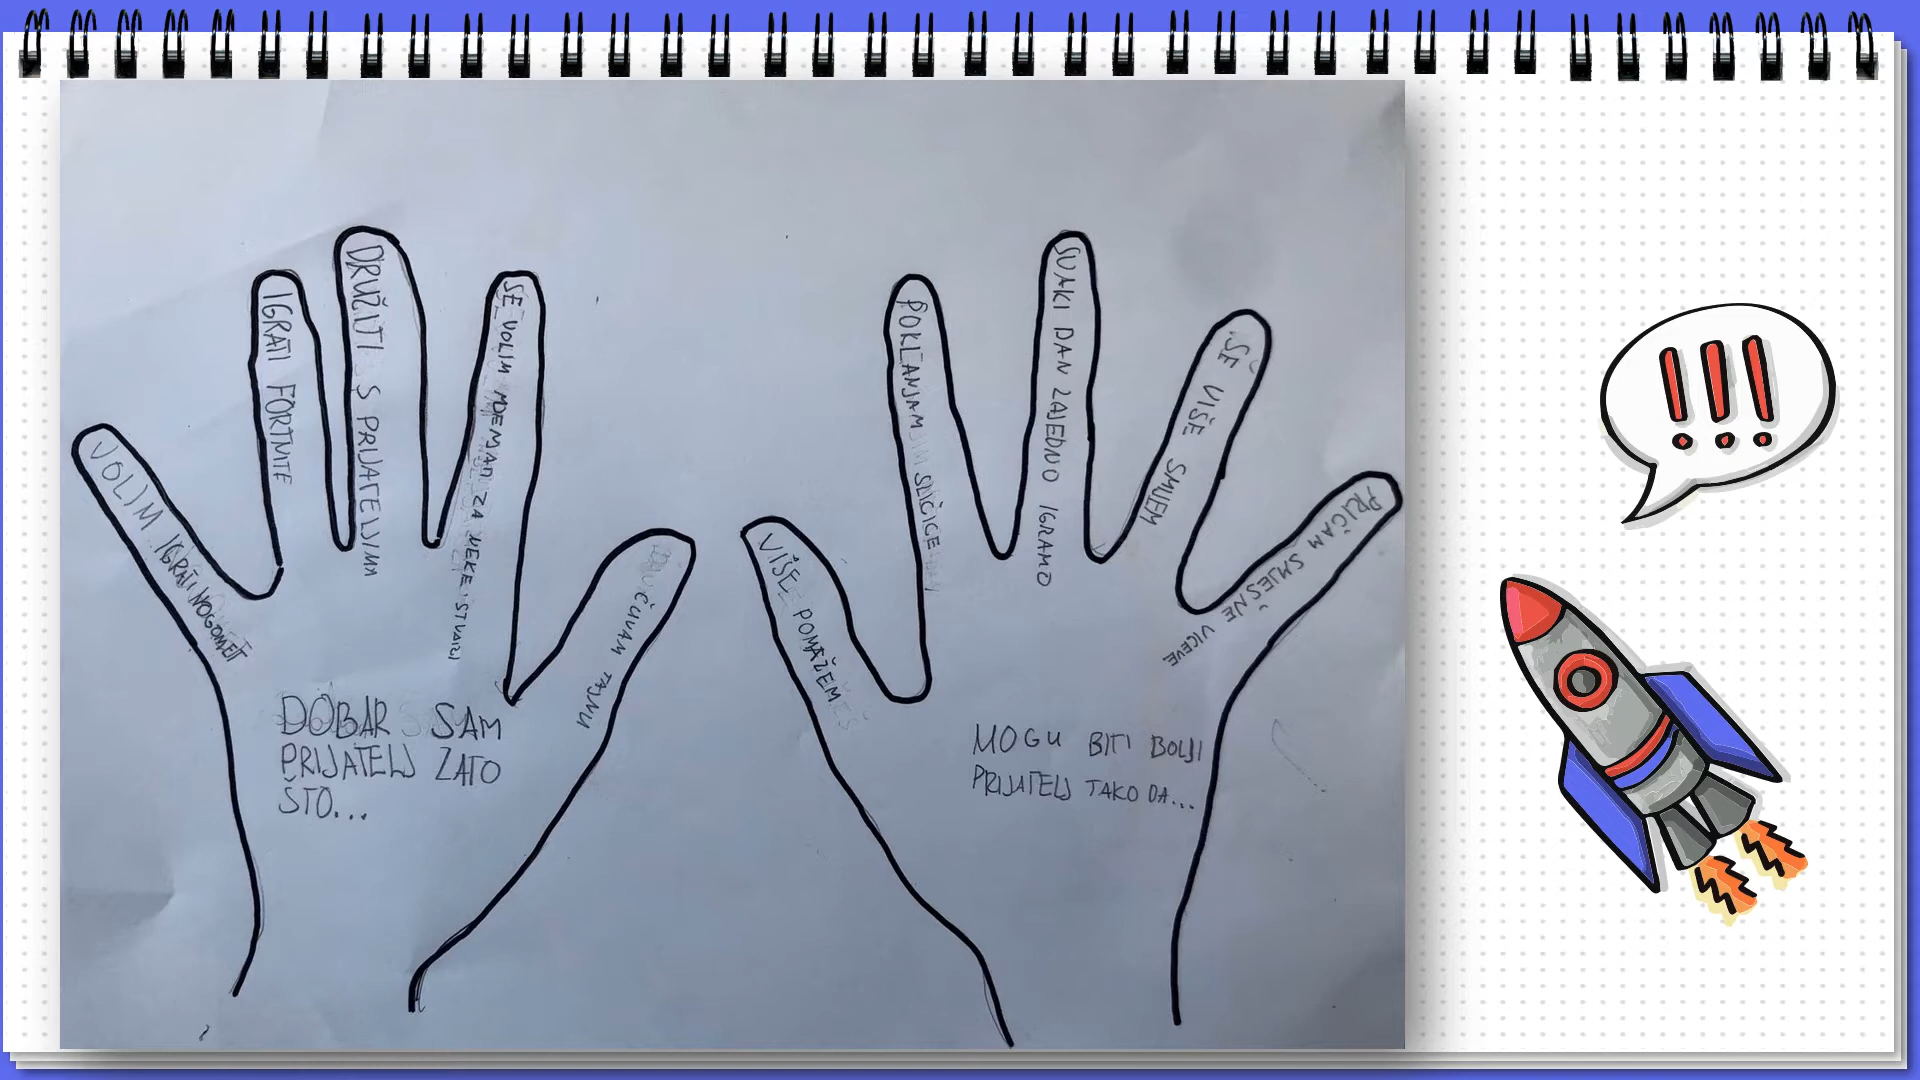 VOLIM IGRATI NOGOMET
IGRATI FORTNITE
DRUŽITI S PRIJATELJIMA
SE VOLIM ZA NEKE STVARI
ČUVAM TAJNU
DOBAR SAM
PRIJATELJ ZATO
ŠTO...
VIŠE POMAŽEM
POKLANJAM SLIČICE
SVAKI DAN ZAJEDNO IGRAMO
SE VIŠE SMIJEM
PRIČAM SMIJEŠNE VICEVE
MOGU BITI BOLJI
PRIJATELJ TAKO DA...
!!!